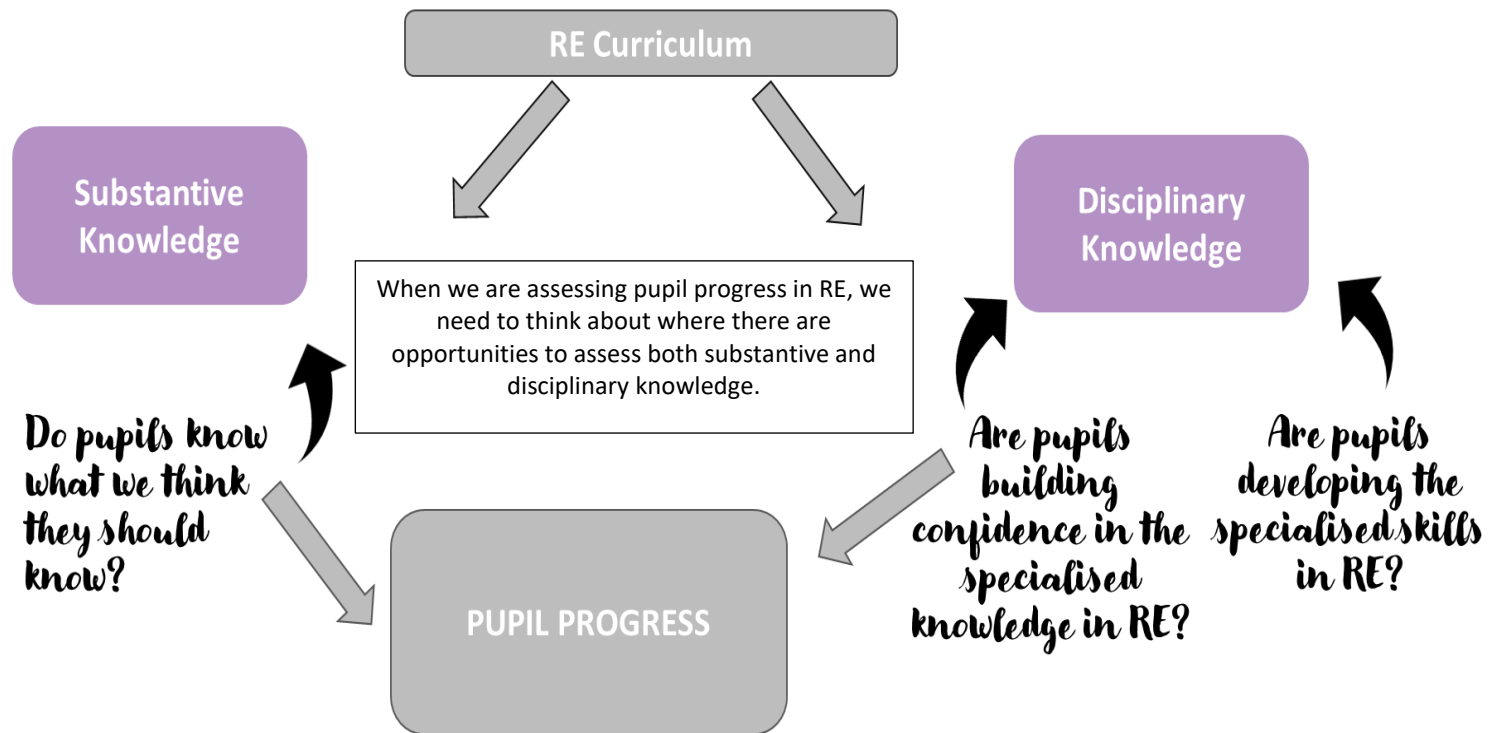 RE Curriculum
Substantive
Knowledge
Disciplinary
Knowledge
When we are assessing pupil progress in RE, we
need to think about where there are
opportunities to assess both substantive and
disciplinary knowledge.
Do pupils know
what we think
they should
know?
Are pupils
building
confidence in the
specialised
knowledge in RE?
Are pupils
developing the
specialised skills
in RE?
PUPIL PROGRESS